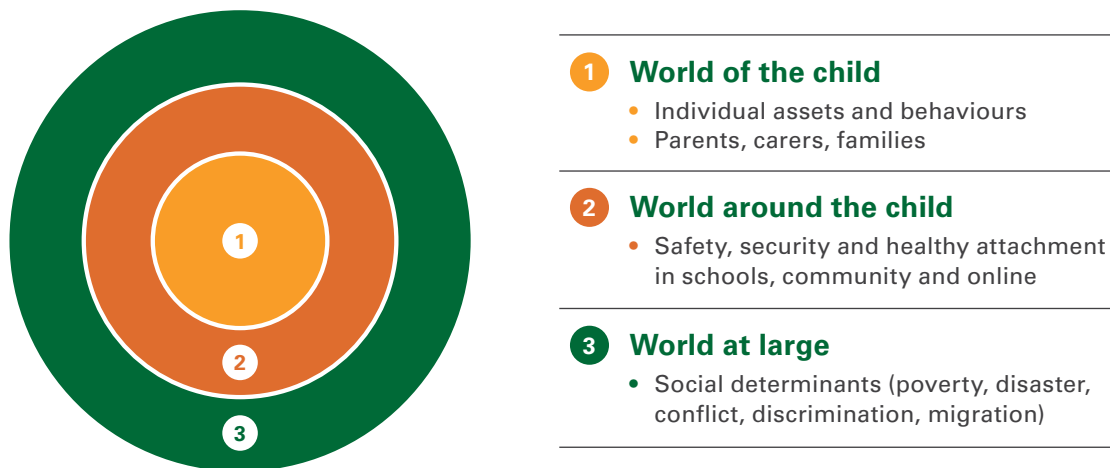 1
2
3
1 World of the child
• Individual assets and behaviours
• Parents, carers, families
2 World around the child
• Safety, security and healthy attachment
in schools, community and online
3 World at large
• Social determinants (poverty, disaster,
conflict, discrimination, migration)